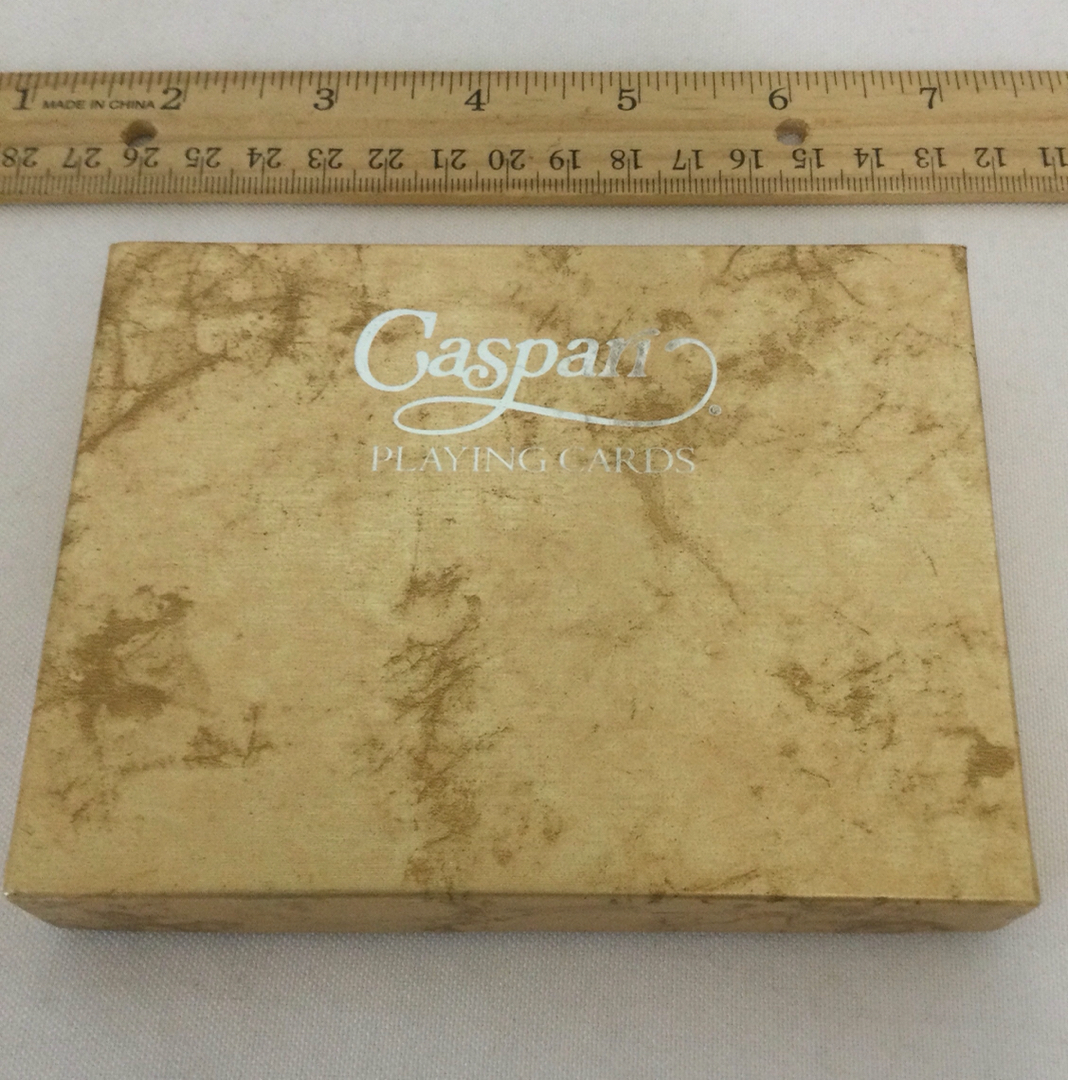 1 MADE IN CHINA 2 3 4 5 6 7
28 27 26 25 24 23 22 21 20 19 18 17 16 15 14 13 12 11
Caspari®
PLAYING CARDS